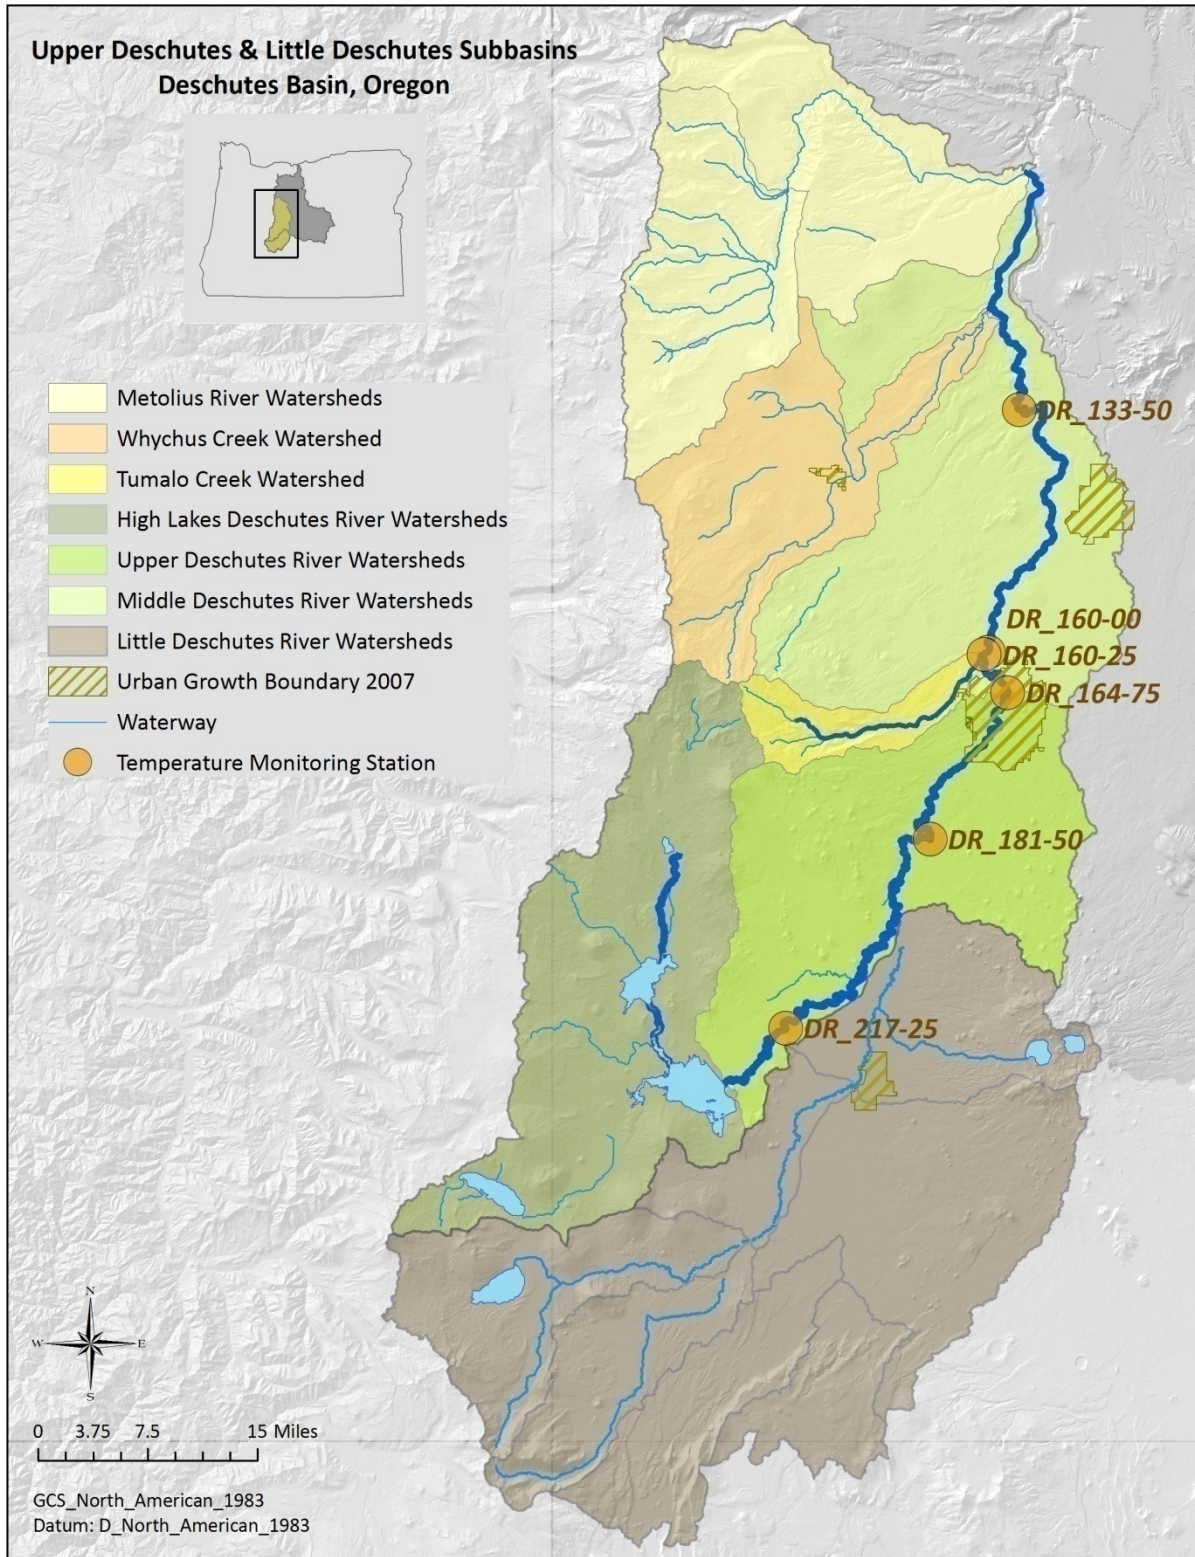 Upper Deschutes & Little Deschutes Subbasins
Deschutes Basin, Oregon
Metolius River Watersheds
Whychus Creek Watershed
Tumalo Creek Watershed
High Lakes Deschutes River Watersheds
Upper Deschutes River Watersheds
Middle Deschutes River Watersheds
Little Deschutes River Watersheds
Urban Growth Boundary 2007
Waterway
Temperature Monitoring Station
DR_133-50
DR_160-00
DR_160-25
DR_164-75
DR_181-50
DR_217-25
N
W E
S
0 3.75 7.5 15 Miles
GCS_North_American_1983
Datum: D_North_American_1983